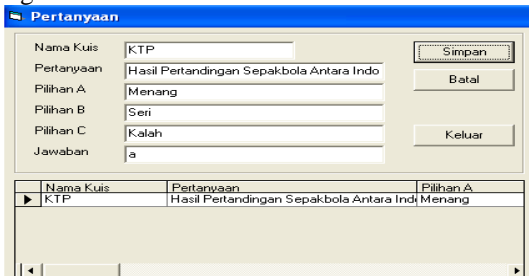 Pertanyaan
Nama Kuis KTP Simpan
Pertanyaan Hasil Pertandingan Sepakbola Antara Indo
Batal
Pilihan A Menang
Pilihan B Seri
Pilihan C Kalah Keluar
Jawaban a
Nama Kuis Pertanyaan Pilihan A
KTP Hasil Pertandingan Sepakbola Antara Ind Menang